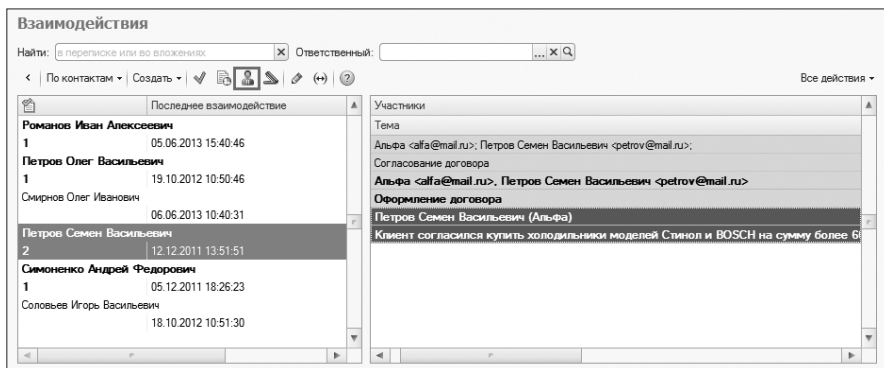 Взаимодействия
Найти: в переписке или во вложениях Ответственный:
По контактам Создать Все действия
Последнее взаимодействие
Романов Иван Алексеевич
1 05.06.2013 15:40:46
Петров Олег Васильевич
1 19.10.2012 10:50:46
Смирнов Олег Иванович
06.06.2013 10:40:31
Петров Семен Васильевич
2 12.12.2011 13:51:51
Симоненко Андрей Федорович
1 05.12.2011 18:26:23
Соловьев Игорь Васильевич
18.10.2012 10:51:30
Участники
Тема
Альфа <alfa@mail.ru>; Петров Семен Васильевич <petrov@mail.ru>;
Согласование договора
Альфа <alfa@mail.ru>, Петров Семен Васильевич <petrov@mail.ru>
Оформление договора
Петров Семен Васильевич (Альфа)
Клиент согласился купить холодильники моделей Стинол и BOSCH на сумму более